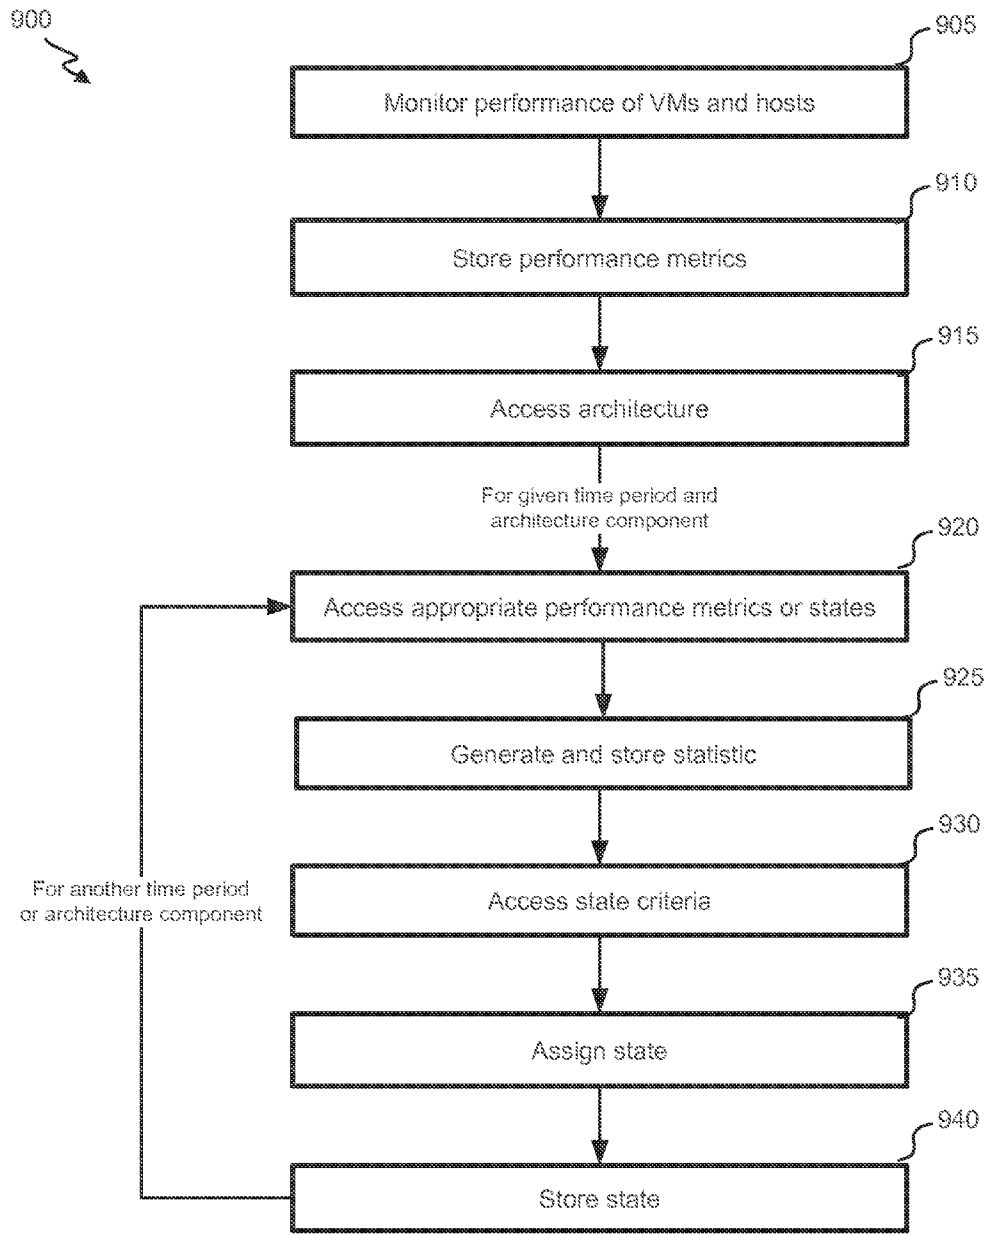 900
905
Monitor performance of VMs and hosts
910
Store performance metrics
915
Access architecture
For given time period and
architecture component
920
Access appropriate performance metrics or states
925
Generate and store statistic
930
Access state criteria
For another time period
or architecture component
935
Assign state
940
Store state